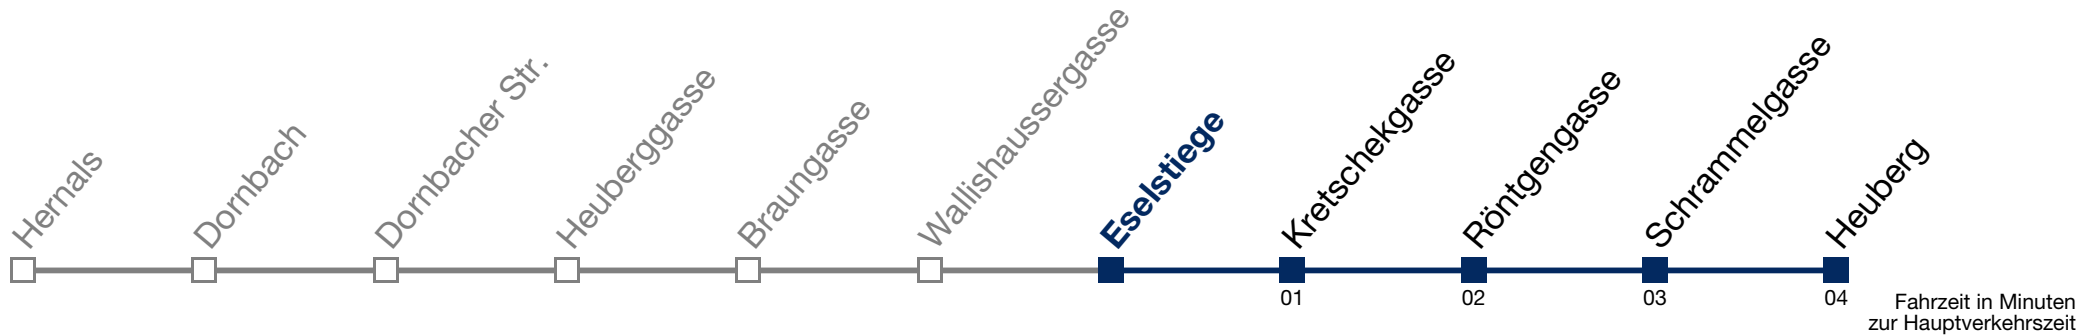 Hernals
Dornbach
Dornbacher Str.
Heuberggasse
Braungasse
Wallishaussergasse
Eselstiege
Kretschekgasse
Röntgengasse
Schrammelgasse
Heuberg
01
02
03
04
Fahrzeit in Minuten
zur Hauptverkehrszeit